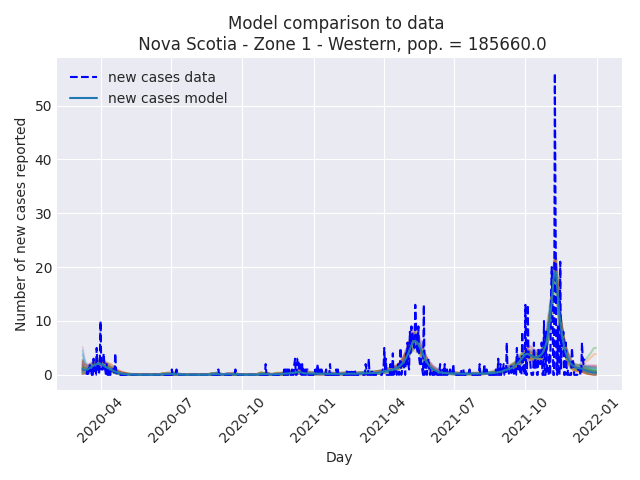 Model comparison to data
Nova Scotia - Zone 1 - Western, pop. = 185660.0
new cases data
new cases model
Number of new cases reported
50
40
30
20
10
0
2020-04
2020-07
2020-10
2021-01
2021-04
2021-07
2021-10
2022-01
Day